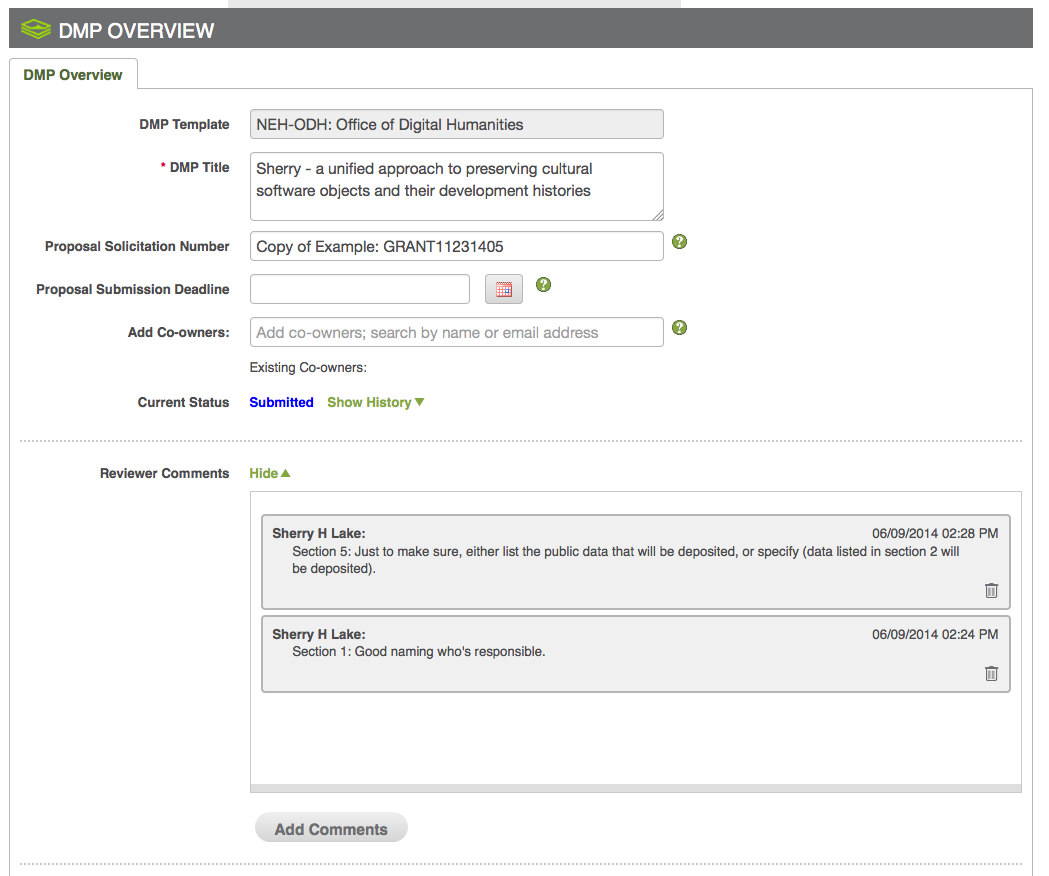 DMP OVERVIEW
DMP Overview
DMP Template
NEH-ODH: Office of Digital Humanities
* DMP Title
Sherry - a unified approach to preserving cultural
software objects and their development histories
Proposal Solicitation Number
Copy of Example: GRANT11231405
?
Proposal Submission Deadline
?
Add Co-owners:
Add co-owners; search by name or email address
?
Existing Co-owners:
Current Status
Submitted Show History▼
Reviewer Comments
Hide▲
Sherry H Lake: 06/09/2014 02:28 PM
Section 5: Just to make sure, either list the public data that will be deposited, or specify (data listed in section 2 will
be deposited).
Sherry H Lake: 06/09/2014 02:24 PM
Section 1: Good naming who's responsible.
Add Comments